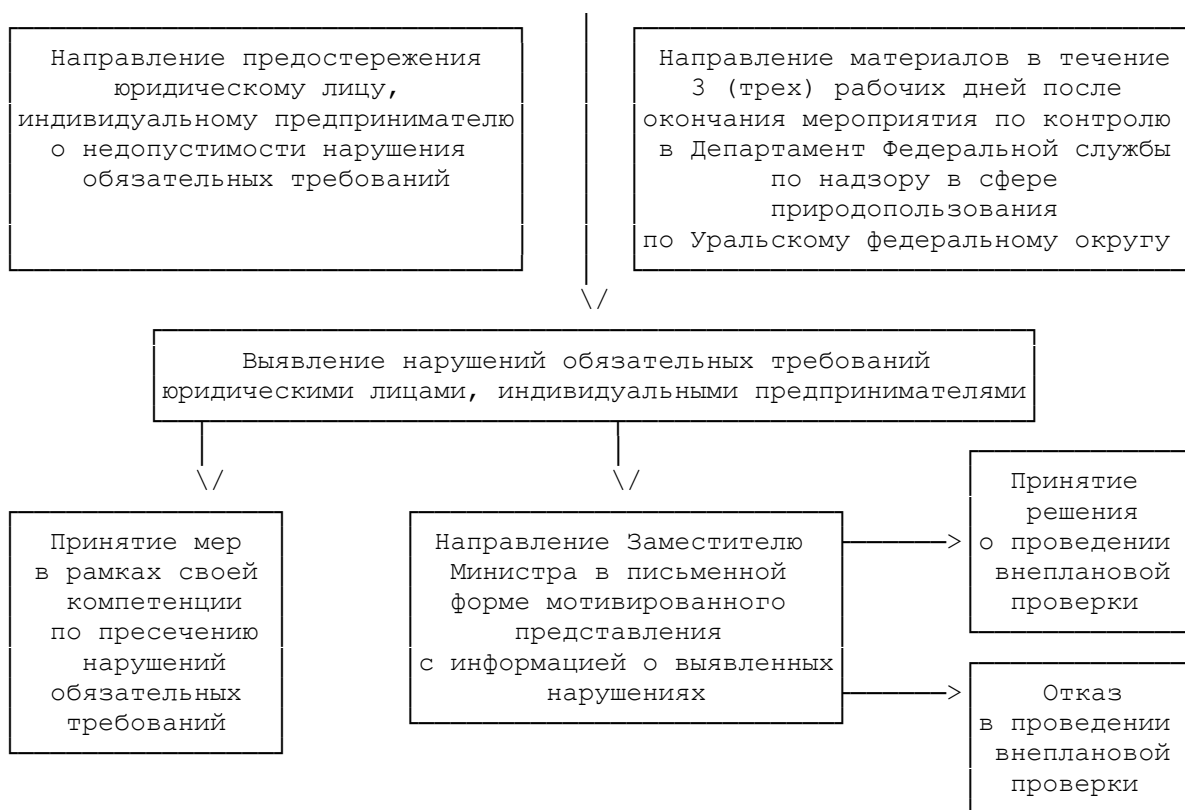 Направление предостережения
юридическому лицу,
индивидуальному предпринимателю
о недопустимости нарушения
обязательных требований
Направление материалов в течение
3 (трех) рабочих дней после
окончания мероприятия по контролю
в Департамент Федеральной службы
по надзору в сфере
природопользования
по Уральскому федеральному округу
Выявление нарушений обязательных требований
юридическими лицами, индивидуальными предпринимателями
Принятие мер
в рамках своей
компетенции
по пресечению
нарушений
обязательных
требований
Направление Заместителю
Министра в письменной
форме мотивированного
представления
с информацией о выявленных
нарушениях
Принятие
решения
о проведении
внеплановой
проверки
Отказ
в проведении
внеплановой
проверки